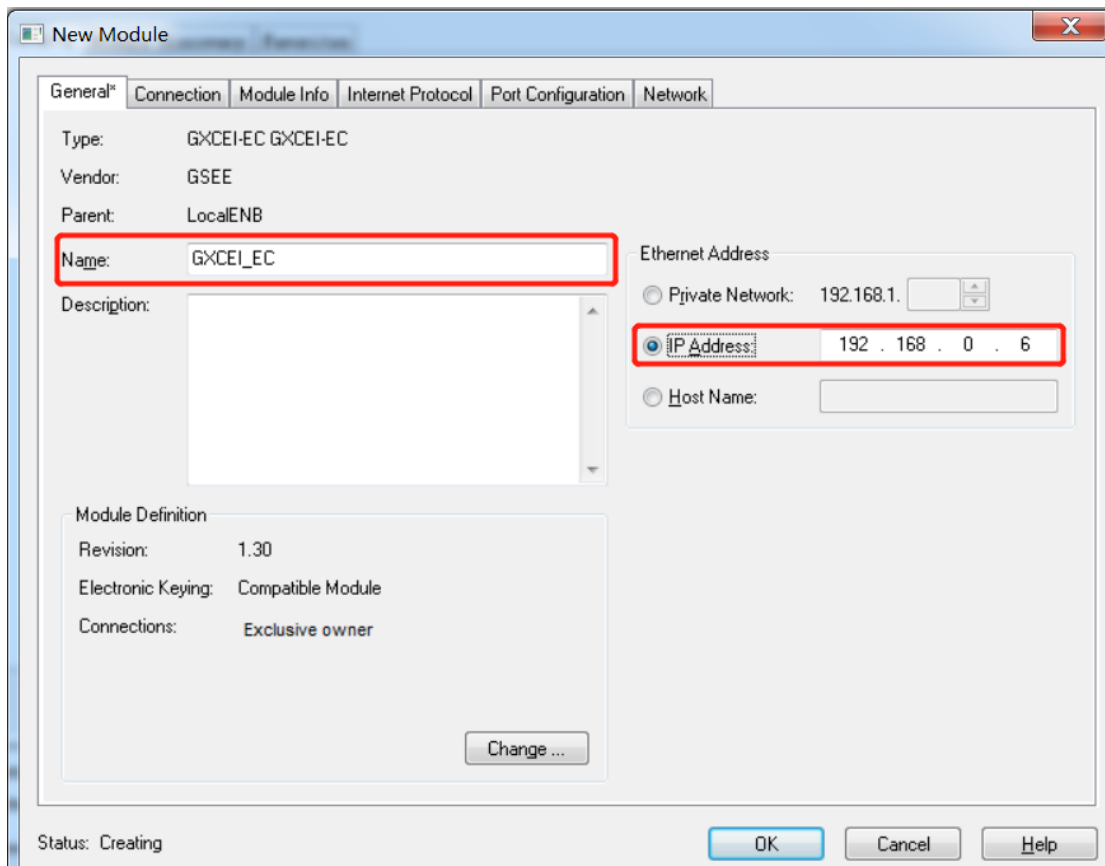 New Module
General* Connection Module Info Internet Protocol Port Configuration Network
Type: GXCEI-EC GXCEI-EC
Vendor: GSEE
Parent: LocalENB
Name: GXCEI_EC
Description:
Ethernet Address
Private Network: 192.168.1.
IP Address: 192 . 168 . 0 . 6
Host Name:
Module Definition
Revision: 1.30
Electronic Keying: Compatible Module
Connections: Exclusive owner
Change ...
Status: Creating
OK Cancel Help